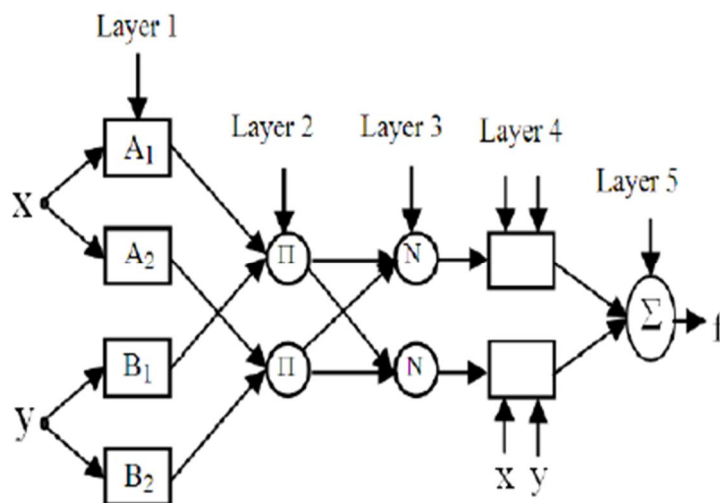 Layer 1
Layer 2
Layer 3
Layer 4
Layer 5
x
A₁
A₂
y
B₁
B₂
Π
Π
N
N
Σ
f
x y